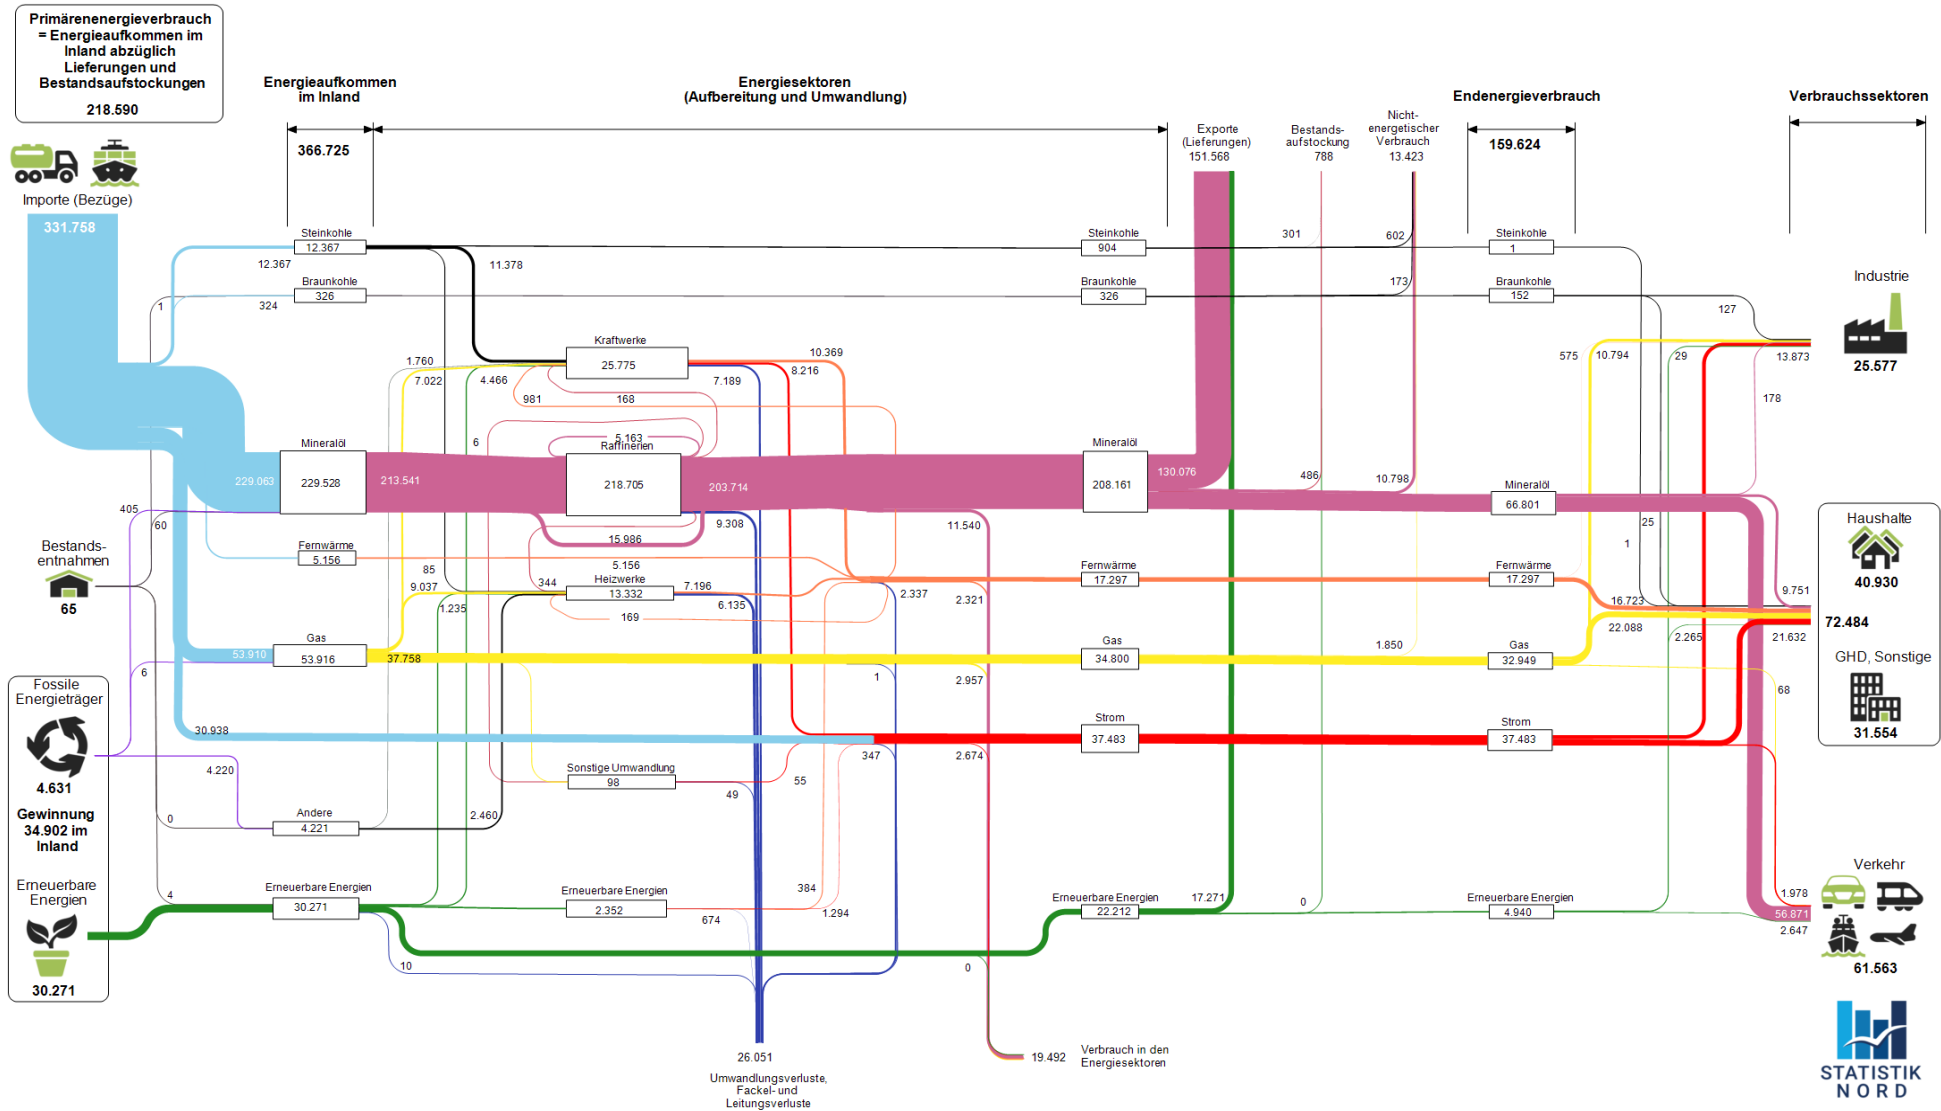 Primärenenergieverbrauch
= Energieaufkommen im
Inland abzüglich
Lieferungen und
Bestandsaufstockungen
218.590
Energieaufkommen
im Inland
366.725
Energiesektoren
(Aufbereitung und Umwandlung)
Endenergieverbrauch
159.624
Verbrauchssektoren
Exporte
(Lieferungen)
151.568
Bestands-
aufstockung
788
Nicht-
energetischer
Verbrauch
13.423
Importe (Bezüge)
331.758
Steinkohle
12.367
12.367
11.378
Steinkohle
904
301
602
Steinkohle
1
Braunkohle
326
1
324
Braunkohle
326
173
Braunkohle
152
127
Industrie
25.577
Kraftwerke
25.775
1.760
7.022
4.466
10.369
8.216
7.189
981
168
575
10.794
29
13.873
178
6
5.163
Raffinerien
218.705
Mineralöl
229.528
229.063
213.541
203.714
9.308
15.986
11.540
Mineralöl
208.161
130.076
486
10.798
Mineralöl
66.801
405
60
25
1
Bestands-
entnahmen
65
Fernwärme
5.156
5.156
85
9.037
1.235
344
Heizwerke
13.332
7.196
6.135
169
2.337
2.321
Fernwärme
17.297
Fernwärme
17.297
16.723
22.088
2.265
9.751
21.632
Haushalte
40.930
72.484
GHD, Sonstige
31.554
Gas
53.916
53.910
37.758
6
1
2.957
Gas
34.800
1.850
Gas
32.949
68
Fossile
Energieträger
4.631
Gewinnung
34.902 im
Inland
Erneuerbare
Energien
30.271
30.938
4.220
Strom
37.483
Strom
37.483
347
2.674
Sonstige Umwandlung
98
55
49
0
Andere
4.221
2.460
4
Erneuerbare Energien
30.271
10
Erneuerbare Energien
2.352
384
1.294
674
0
Erneuerbare Energien
22.212
17.271
0
Erneuerbare Energien
4.940
Verkehr
1.978
56.871
2.647
61.563
26.051
Umwandlungsverluste,
Fackel- und
Leitungsverluste
19.492
Verbrauch in den
Energiesektoren
STATISTIK
NORD